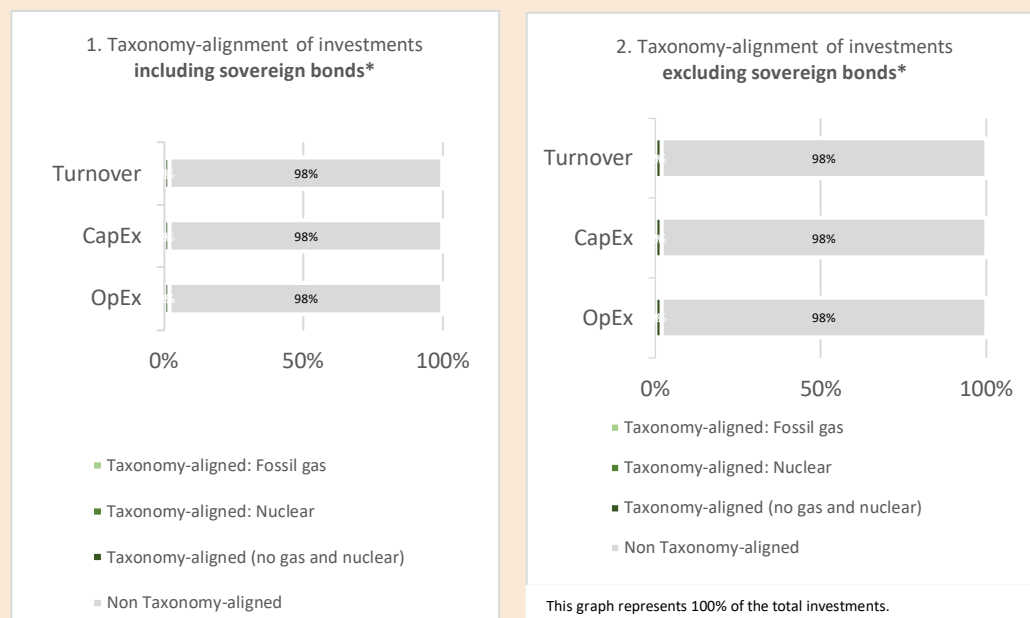 1. Taxonomy-alignment of investments
including sovereign bonds*
Turnover
98%
CapEx
98%
OpEx
98%
0% 50% 100%
Taxonomy-aligned: Fossil gas
Taxonomy-aligned: Nuclear
Taxonomy-aligned (no gas and nuclear)
Non Taxonomy-aligned
2. Taxonomy-alignment of investments
excluding sovereign bonds*
Turnover
98%
CapEx
98%
OpEx
98%
0% 50% 100%
Taxonomy-aligned: Fossil gas
Taxonomy-aligned: Nuclear
Taxonomy-aligned (no gas and nuclear)
Non Taxonomy-aligned
This graph represents 100% of the total investments.